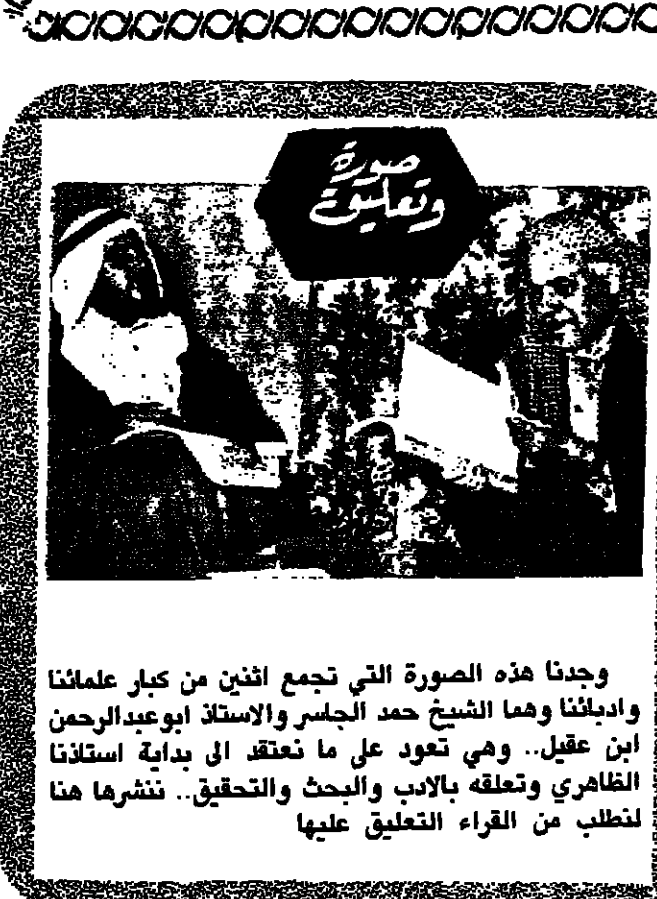 صورة
وتعليق
وجدنا هذه الصورة التي تجمع اثنين من كبار علمائنا
وادبائنا وهما الشيخ حمد الجاسر والاستاذ ابو عبدالرحمن
ابن عقيل.. وهي تعود على ما نعتقد الى بداية استاذنا
الظاهري وتعلقه بالادب والبحث والتحقيق.. ننشرها هنا
لنطلب من القراء التعليق عليها